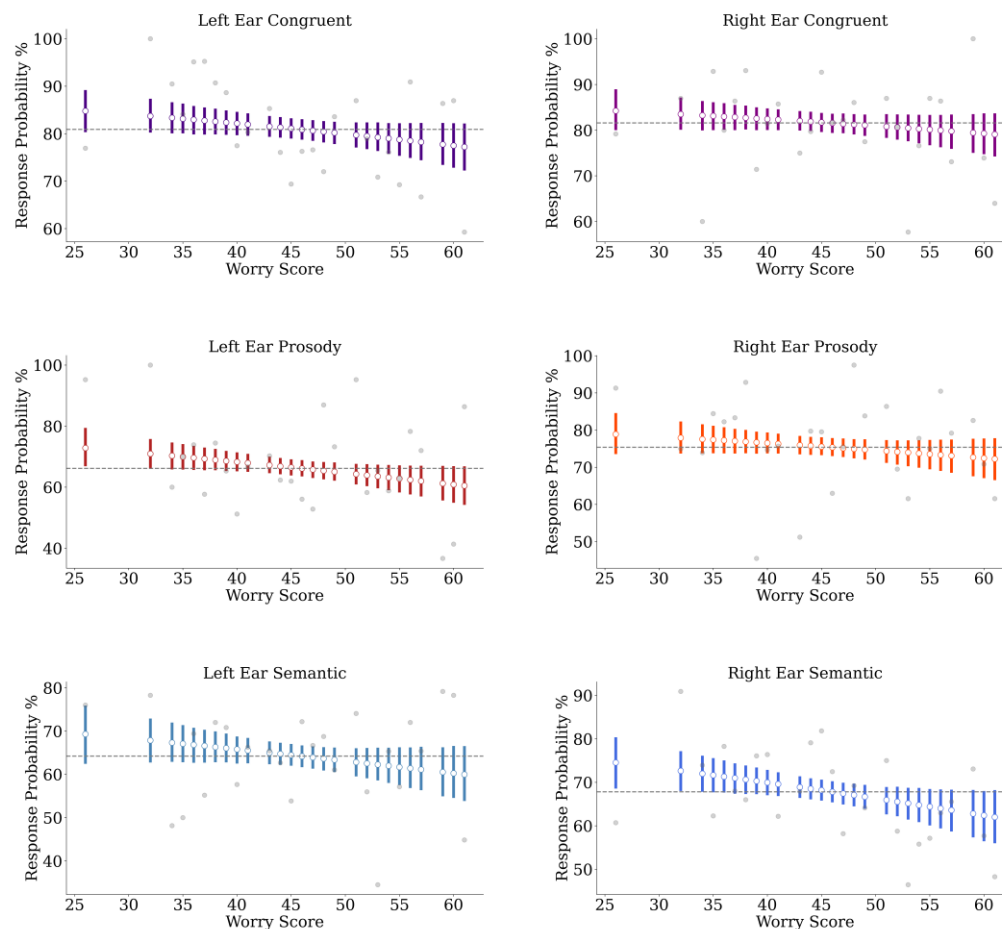 Left Ear Congruent
Response Probability %
100
90
80
70
60
25 30 35 40 45 50 55 60
Worry Score
Right Ear Congruent
Response Probability %
100
90
80
70
60
25 30 35 40 45 50 55 60
Worry Score
Left Ear Prosody
Response Probability %
100
80
60
40
25 30 35 40 45 50 55 60
Worry Score
Right Ear Prosody
Response Probability %
100
90
80
70
60
50
25 30 35 40 45 50 55 60
Worry Score
Left Ear Semantic
Response Probability %
80
70
60
50
40
25 30 35 40 45 50 55 60
Worry Score
Right Ear Semantic
Response Probability %
90
80
70
60
50
25 30 35 40 45 50 55 60
Worry Score